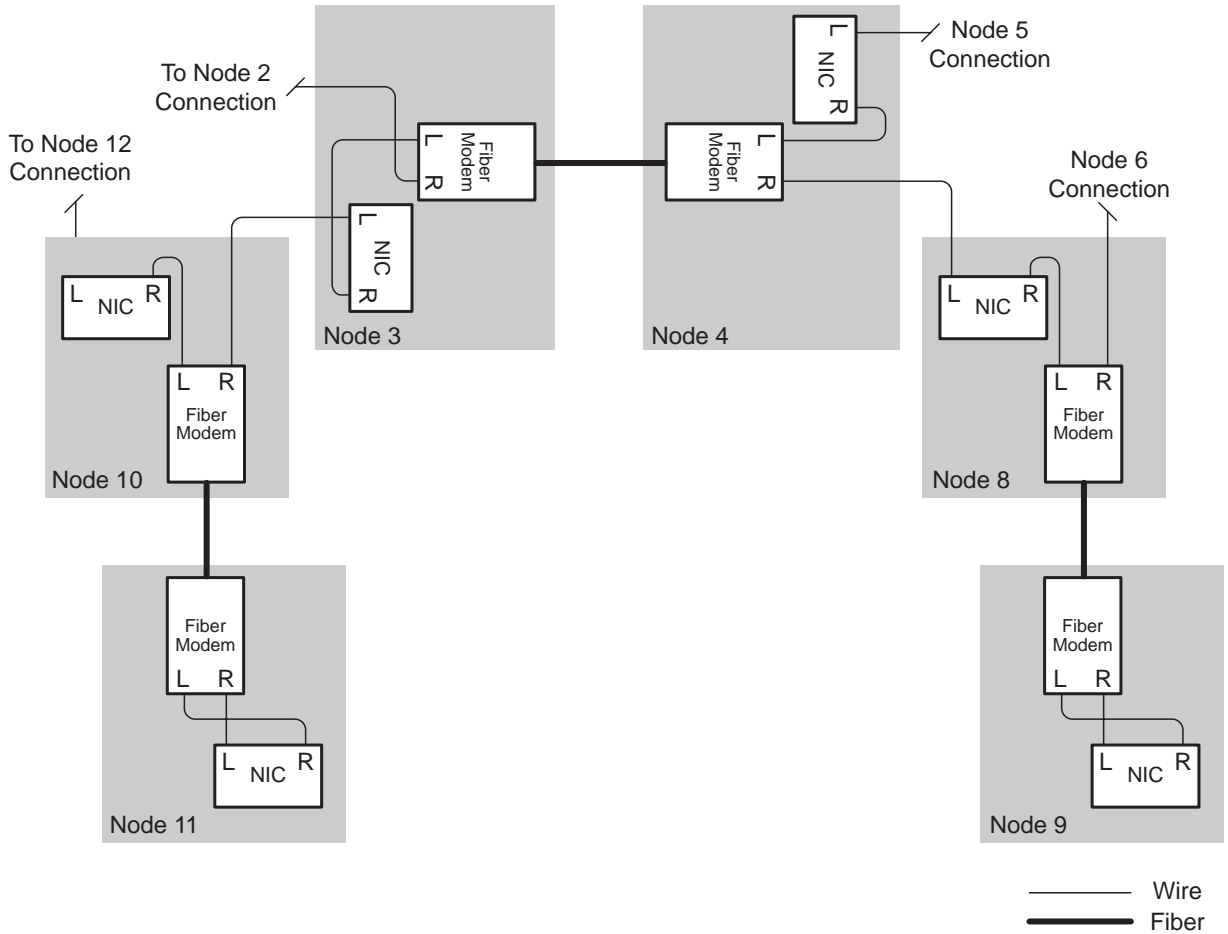 To Node 2
Connection
To Node 12
Connection
L
R
Fiber
Modem
L
NIC
R
Node 3
L
NIC
R
Node 5
Connection
L
R
Fiber
Modem
Node 4
Node 6
Connection
L
NIC
R
L
R
Fiber
Modem
Node 10
L
NIC
R
L
R
Fiber
Modem
Node 8
Fiber
Modem
L
R
L
NIC
R
Node 11
Fiber
Modem
L
R
L
NIC
R
Node 9
Wire
Fiber